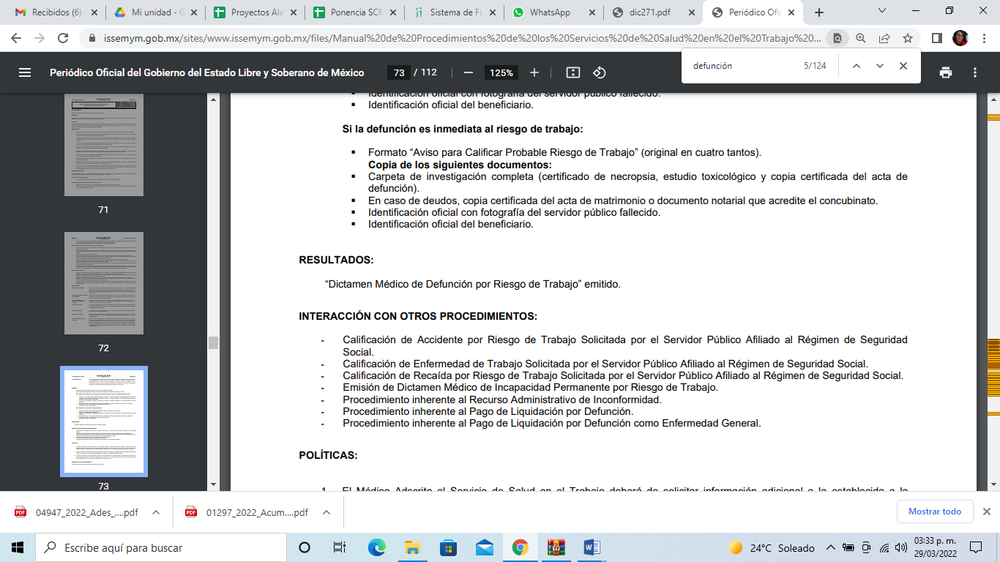 Recibidos (6)
Mi unidad - G
Proyectos Ale
Ponencia SCM
Sistema de Fi
WhatsApp
dic271.pdf
Periódico Ofi
issemym.gob.mx/sites/www.issemym.gob.mx/files/Manual%20de%20Procedimientos%20de%20los%20Servicios%20de%20Salud%20en%20el%20Trabajo%20...
Periódico Oficial del Gobierno del Estado Libre y Soberano de México
73 / 112
125%
defunción
5/124
71
72
73
▪ Identificación oficial con fotografía del servidor público fallecido.
▪ Identificación oficial del beneficiario.
Si la defunción es inmediata al riesgo de trabajo:
▪ Formato “Aviso para Calificar Probable Riesgo de Trabajo” (original en cuatro tantos).
Copia de los siguientes documentos:
▪ Carpeta de investigación completa (certificado de necropsia, estudio toxicológico y copia certificada del acta de
defunción).
▪ En caso de deudos, copia certificada del acta de matrimonio o documento notarial que acredite el concubinato.
▪ Identificación oficial con fotografía del servidor público fallecido.
▪ Identificación oficial del beneficiario.
RESULTADOS:
“Dictamen Médico de Defunción por Riesgo de Trabajo” emitido.
INTERACCIÓN CON OTROS PROCEDIMIENTOS:
- Calificación de Accidente por Riesgo de Trabajo Solicitada por el Servidor Público Afiliado al Régimen de Seguridad
Social.
- Calificación de Enfermedad de Trabajo Solicitada por el Servidor Público Afiliado al Régimen de Seguridad Social.
- Calificación de Recaída por Riesgo de Trabajo Solicitada por el Servidor Público Afiliado al Régimen de Seguridad Social.
- Emisión de Dictamen Médico de Incapacidad Permanente por Riesgo de Trabajo.
- Procedimiento inherente al Recurso Administrativo de Inconformidad.
- Procedimiento inherente al Pago de Liquidación por Defunción.
- Procedimiento inherente al Pago de Liquidación por Defunción como Enfermedad General.
POLÍTICAS:
1. El Médico Adscrito al Servicio de Salud en el Trabajo deberá de solicitar información adicional a la establecida a la
04947_2022_Ades_....pdf
01297_2022_Acum....pdf
Mostrar todo
Escribe aquí para buscar
24°C Soleado
03:33 p. m.
29/03/2022